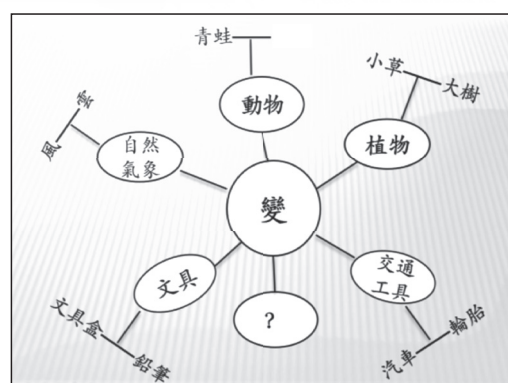 青蛙
動物
小草
大樹
植物
雲
風
自然
氣象
變
文具
文具盒
鉛筆
?
交通
工具
汽車
輪胎